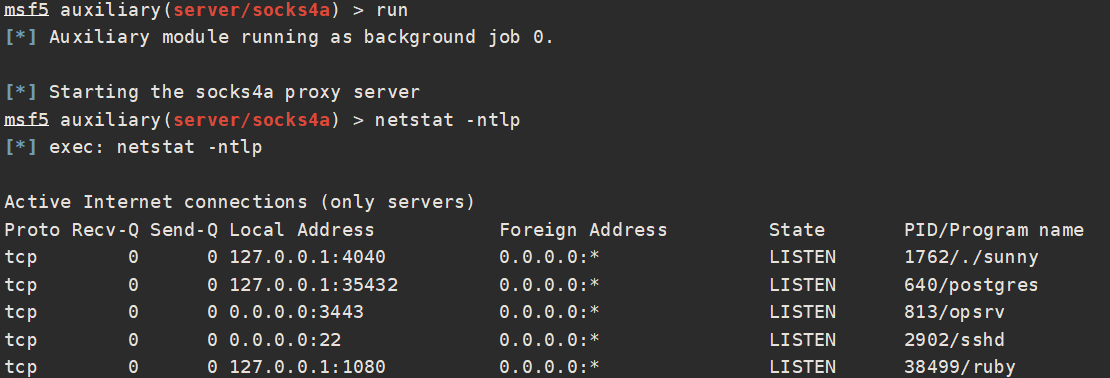 msf5 auxiliary(server/socks4a) > run
[*] Auxiliary module running as background job 0.
[*] Starting the socks4a proxy server
msf5 auxiliary(server/socks4a) > netstat -ntlp
[*] exec: netstat -ntlp
Active Internet connections (only servers)
Proto Recv-Q Send-Q Local Address           Foreign Address         State       PID/Program name
tcp        0      0 127.0.0.1:4040          0.0.0.0:*               LISTEN      1762/./sunny
tcp        0      0 127.0.0.1:35432         0.0.0.0:*               LISTEN      640/postgres
tcp        0      0 0.0.0.0:3443            0.0.0.0:*               LISTEN      813/opsrv
tcp        0      0 0.0.0.0:22              0.0.0.0:*               LISTEN      2902/sshd
tcp        0      0 127.0.0.1:1080          0.0.0.0:*               LISTEN      38499/ruby